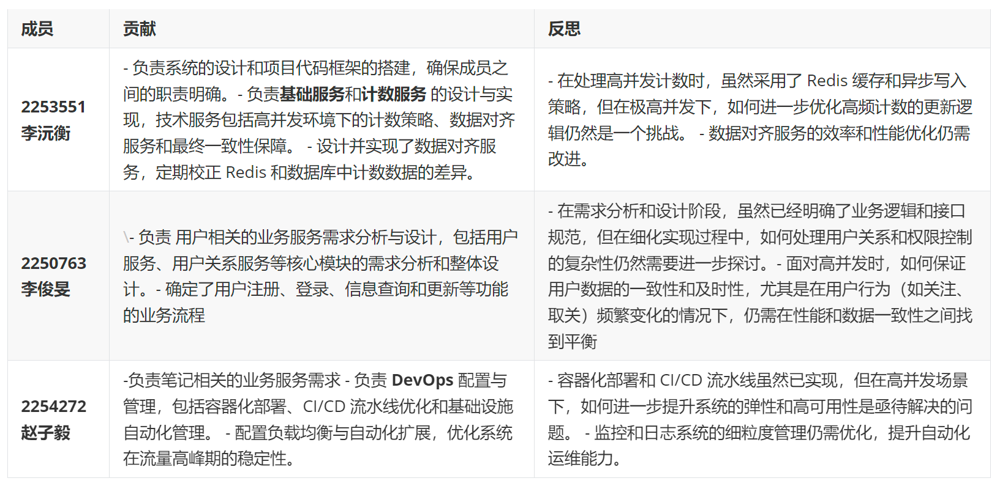 成员
贡献
反思
2253551
李沅衡
- 负责系统的设计和项目代码框架的搭建，确保成员之
间的职责明确。- 负责基础服务和计数服务 的设计与实
现，技术服务包括高并发环境下的计数策略、数据对齐
服务和最终一致性保障。 - 设计并实现了数据对齐服
务，定期校正 Redis 和数据库中计数数据的差异。
- 在处理高并发计数时，虽然采用了 Redis 缓存和异步写入
策略，但在极高并发下，如何进一步优化高频计数的更新逻
辑仍然是一个挑战。 - 数据对齐服务的效率和性能优化仍需
改进。
2250763
李俊旻
\- 负责 用户相关的业务服务需求分析与设计，包括用户
服务、用户关系服务等核心模块的需求分析和整体设
计。- 确定了用户注册、登录、信息查询和更新等功能
的业务流程
- 在需求分析和设计阶段，虽然已经明确了业务逻辑和接口
规范，但在细化实现过程中，如何处理用户关系和权限控制
的复杂性仍然需要进一步探讨。- 面对高并发时，如何保证
用户数据的一致性和及时性，尤其是在用户行为（如关注、
取关）频繁变化的情况下，仍需在性能和数据一致性之间找
到平衡
2254272
赵子毅
-负责笔记相关的业务服务需求 - 负责 DevOps 配置与
管理，包括容器化部署、CI/CD 流水线优化和基础设施
自动化管理。 - 配置负载均衡与自动化扩展，优化系统
在流量高峰期的稳定性。
- 容器化部署和 CI/CD 流水线虽然已实现，但在高并发场景
下，如何进一步提升系统的弹性和高可用性是亟待解决的问
题。 - 监控和日志系统的细粒度管理仍需优化，提升自动化
运维能力。